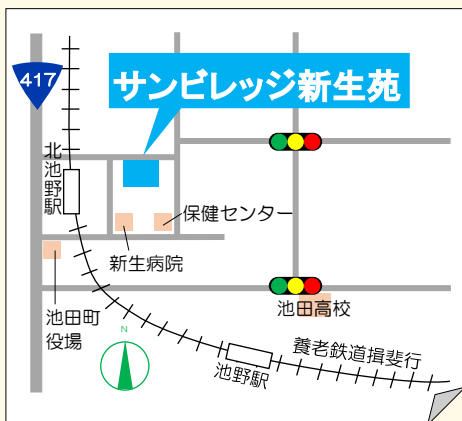 417
サンビレッジ新生苑
北池野駅
保健センター
新生病院
池田町
役場
池田高校
N
養老鉄道揖斐行
池野駅